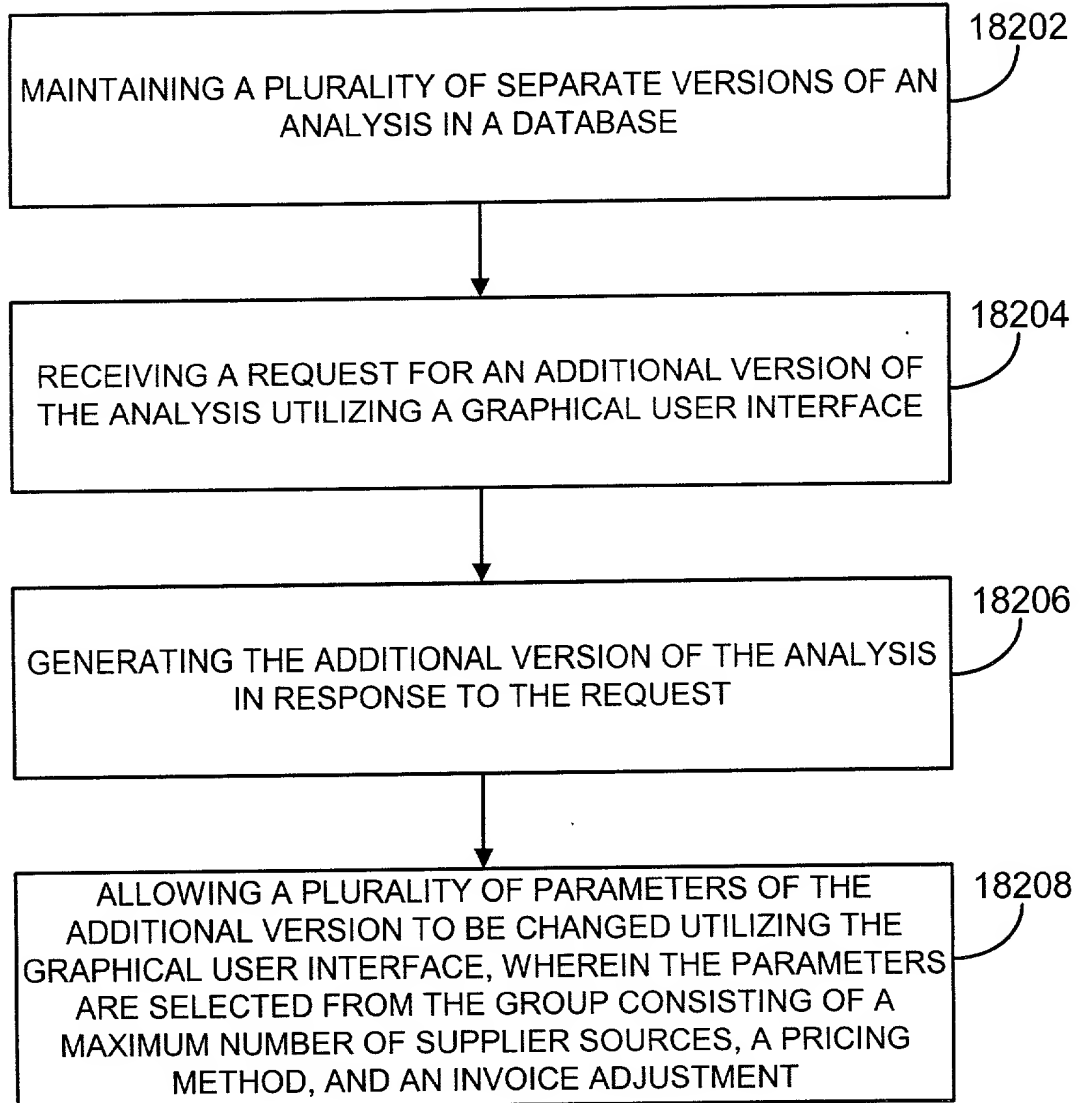 18202
MAINTAINING A PLURALITY OF SEPARATE VERSIONS OF AN
ANALYSIS IN A DATABASE
18204
RECEIVING A REQUEST FOR AN ADDITIONAL VERSION OF
THE ANALYSIS UTILIZING A GRAPHICAL USER INTERFACE
18206
GENERATING THE ADDITIONAL VERSION OF THE ANALYSIS
IN RESPONSE TO THE REQUEST
18208
ALLOWING A PLURALITY OF PARAMETERS OF THE
ADDITIONAL VERSION TO BE CHANGED UTILIZING THE
GRAPHICAL USER INTERFACE, WHEREIN THE PARAMETERS
ARE SELECTED FROM THE GROUP CONSISTING OF A
MAXIMUM NUMBER OF SUPPLIER SOURCES, A PRICING
METHOD, AND AN INVOICE ADJUSTMENT